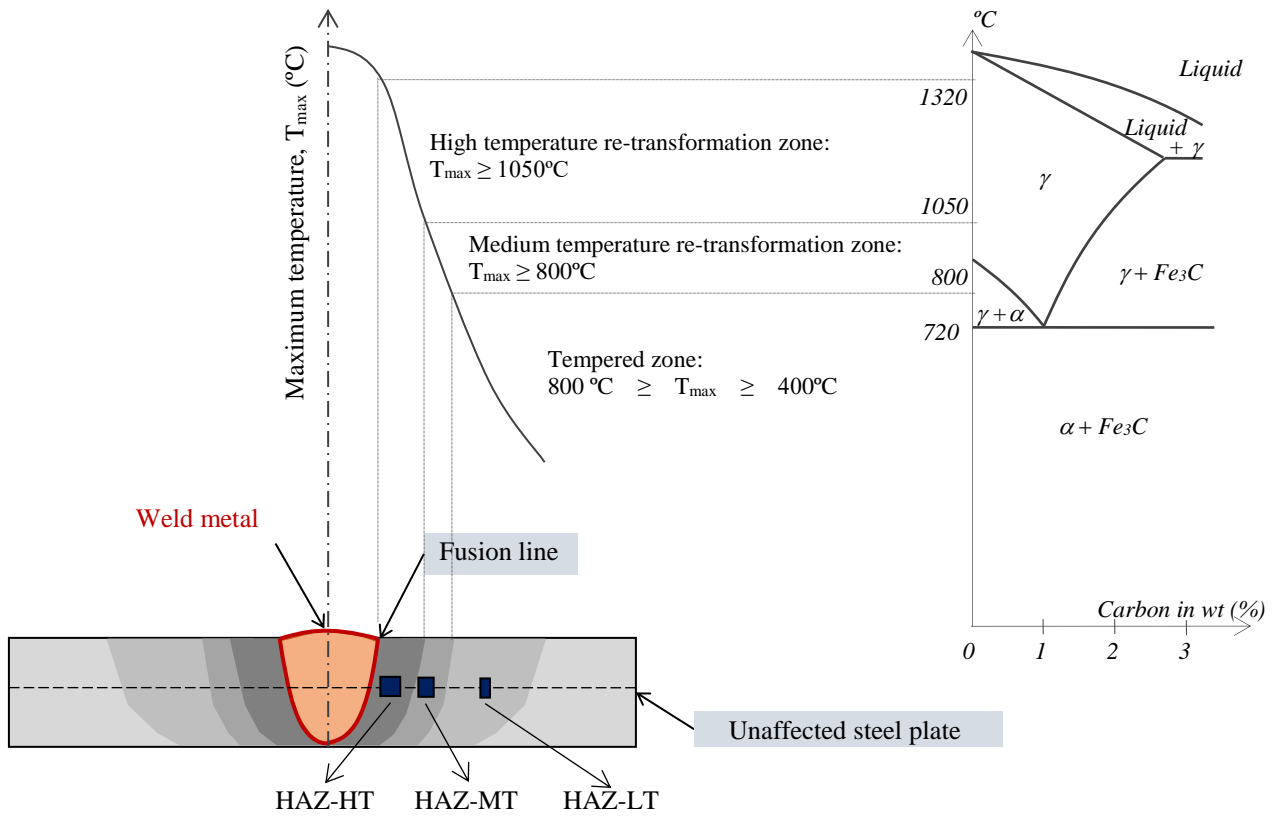 Maximum temperature, Tmax (ºC)
ºC
Liquid
1320
High temperature re-transformation zone:
Tmax ≥ 1050ºC
Liquid
+ γ
γ
1050
Medium temperature re-transformation zone:
Tmax ≥ 800ºC
γ + Fe3C
800
γ + α
720
Tempered zone:
800 ºC ≥ Tmax ≥ 400ºC
α + Fe3C
Weld metal
Fusion line
Carbon in wt (%)
0 1 2 3
Unaffected steel plate
HAZ-HT HAZ-MT HAZ-LT